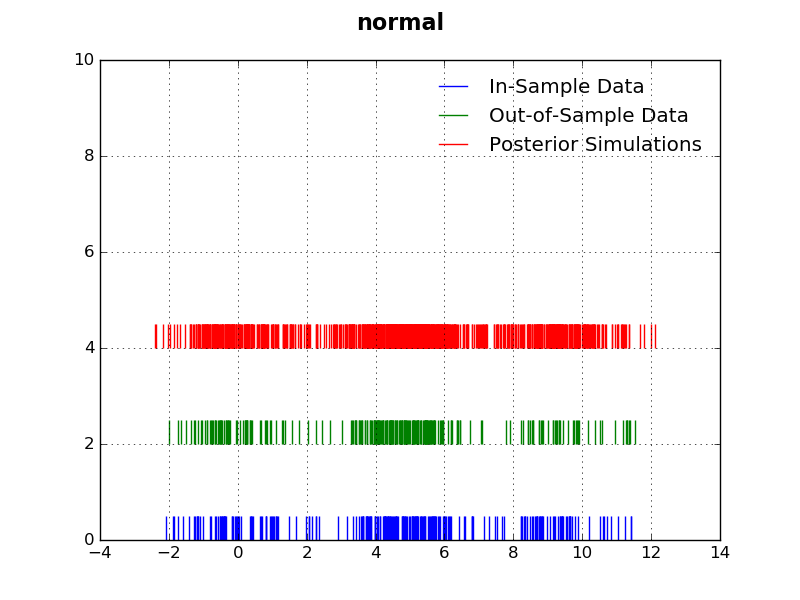 normal
10
In-Sample Data
Out-of-Sample Data
8
Posterior Simulations
6
4
2
0
−4 −2 0 2 4 6 8 10 12 14